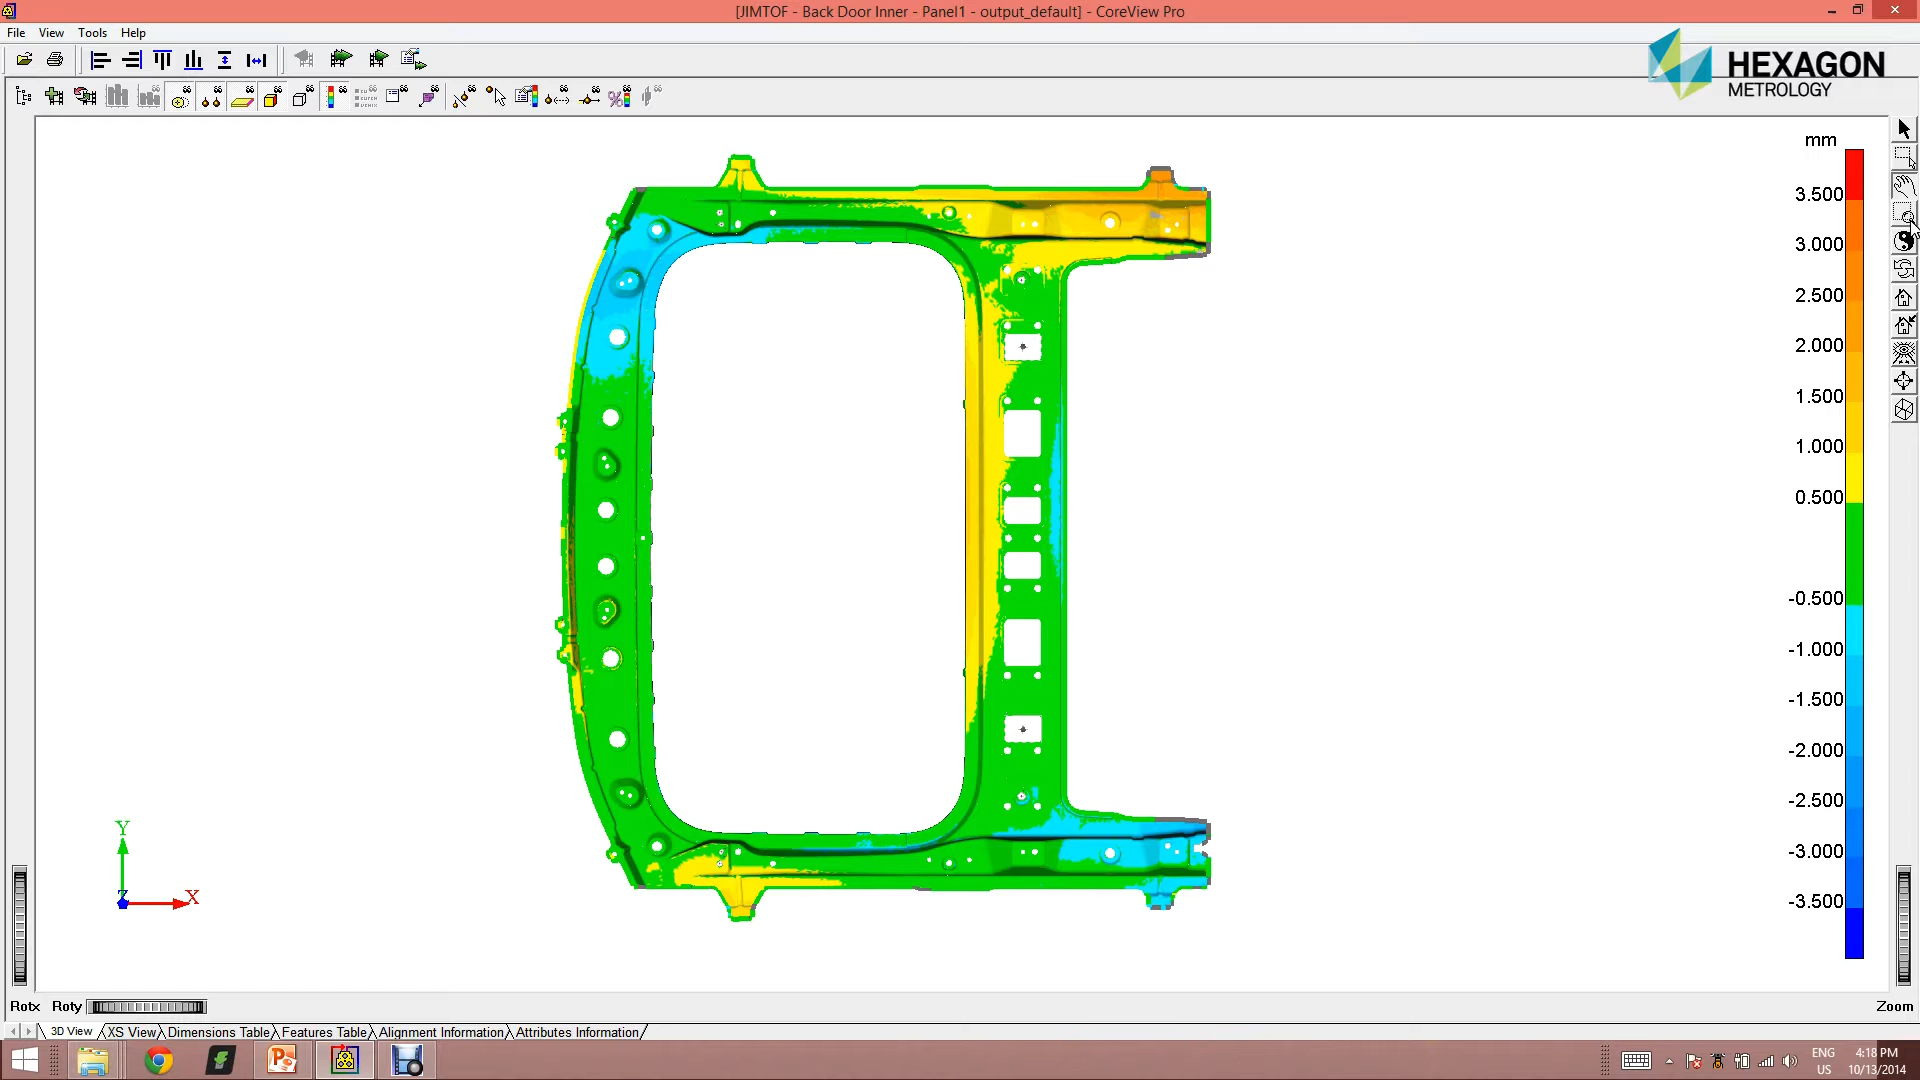 [JIMTOF - Back Door Inner - Panel1 - output_default] - CoreView Pro
File View Tools Help
HEXAGON
METROLOGY
mm
3.500
3.000
2.500
2.000
1.500
1.000
0.500
-0.500
-1.000
-1.500
-2.000
-2.500
-3.000
-3.500
Y
Z
X
Rotx Roty
Zoom
3D View XS View Dimensions Table Features Table Alignment Information Attributes Information
ENG 4:18 PM
US 10/13/2014